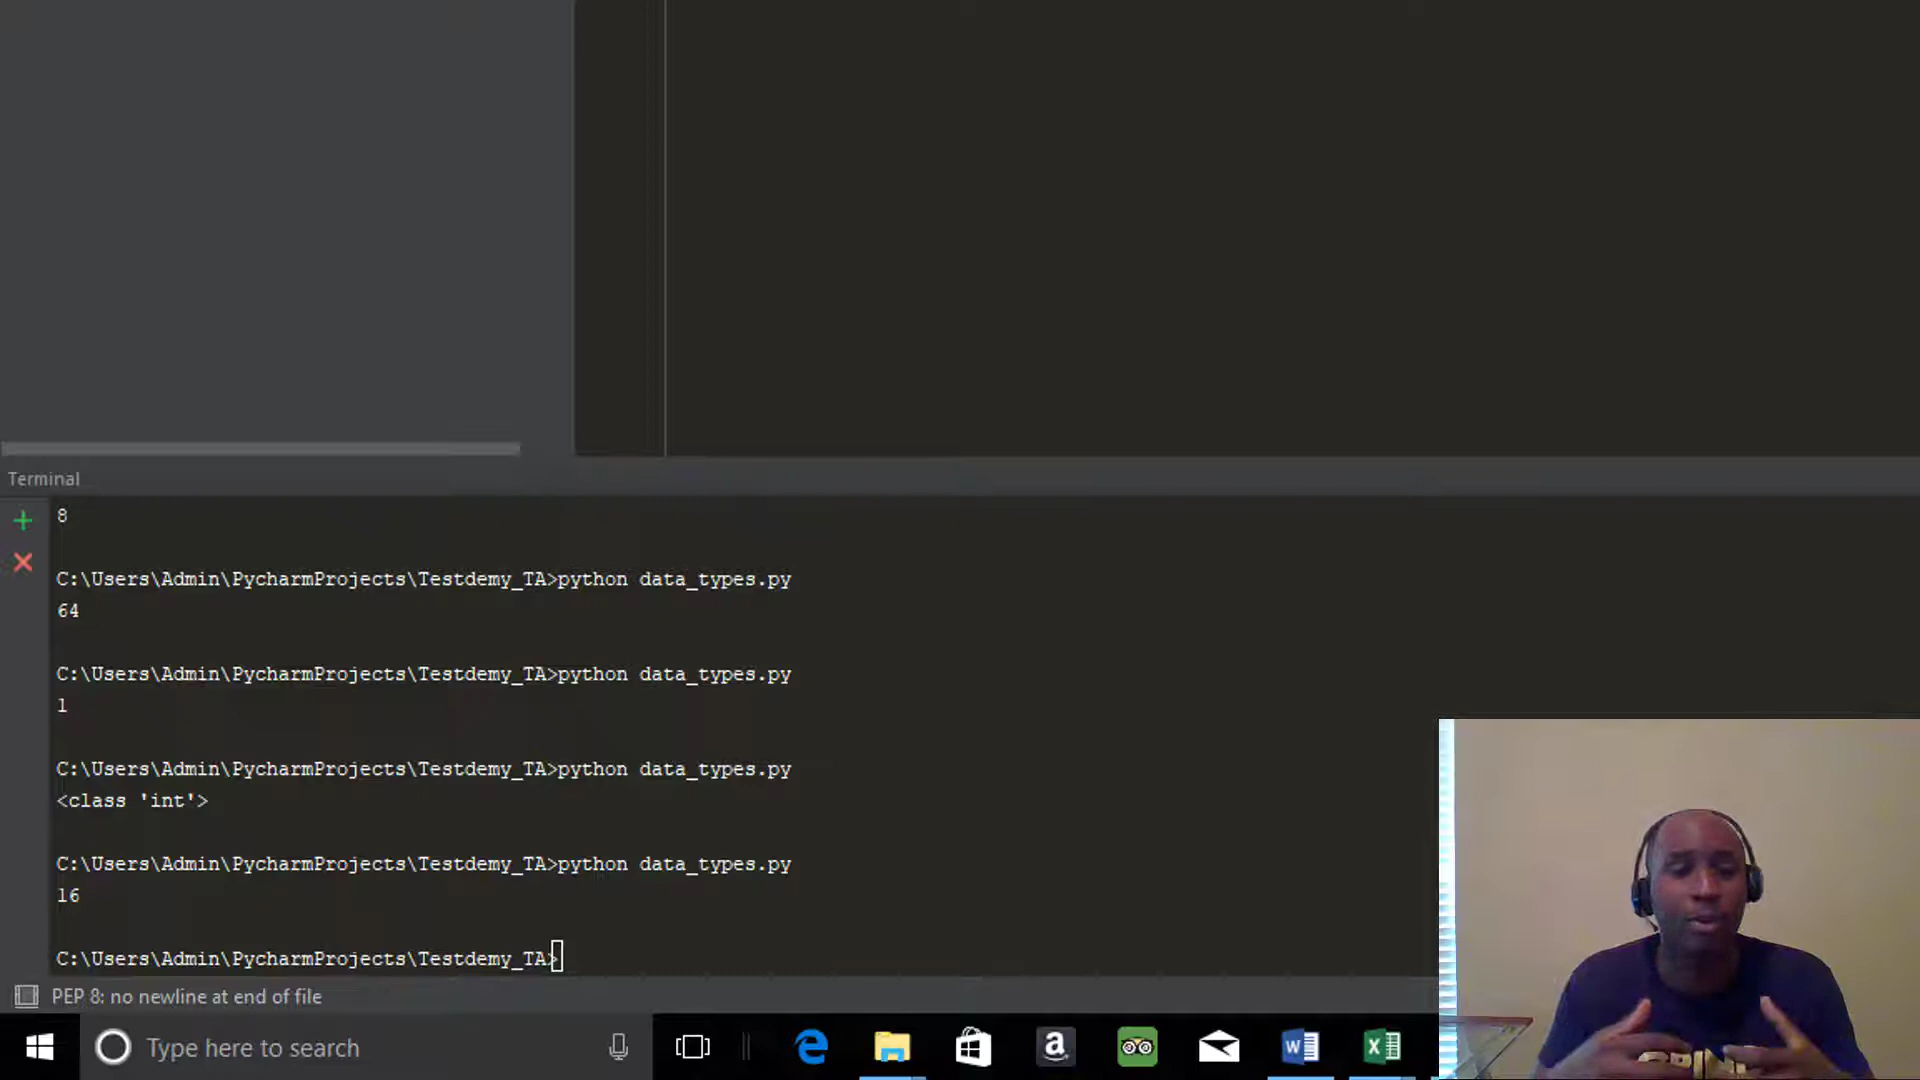 Terminal
8
C:\Users\Admin\PycharmProjects\Testdemy_TA>python data_types.py
64
C:\Users\Admin\PycharmProjects\Testdemy_TA>python data_types.py
1
C:\Users\Admin\PycharmProjects\Testdemy_TA>python data_types.py
<class 'int'>
C:\Users\Admin\PycharmProjects\Testdemy_TA>python data_types.py
16
C:\Users\Admin\PycharmProjects\Testdemy_TA>
PEP 8: no newline at end of file
Type here to search